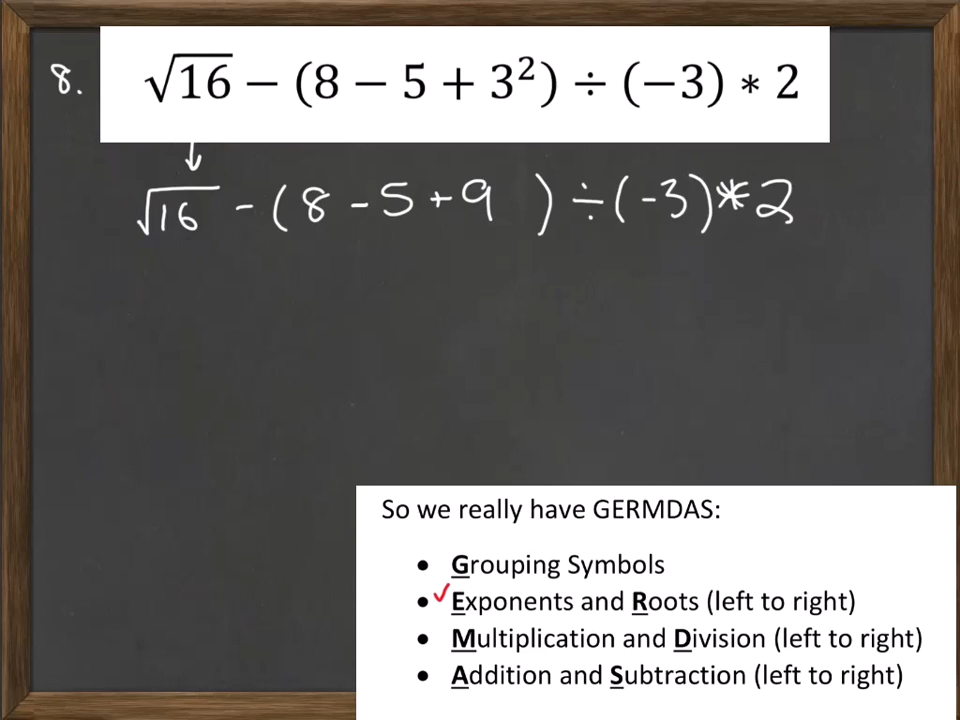 8. √16 − (8 − 5 + 3²) ÷ (−3) * 2
√16 - (8 - 5 + 9 ) ÷ (-3) * 2
So we really have GERMDAS:
• Grouping Symbols
• Exponents and Roots (left to right)
• Multiplication and Division (left to right)
• Addition and Subtraction (left to right)